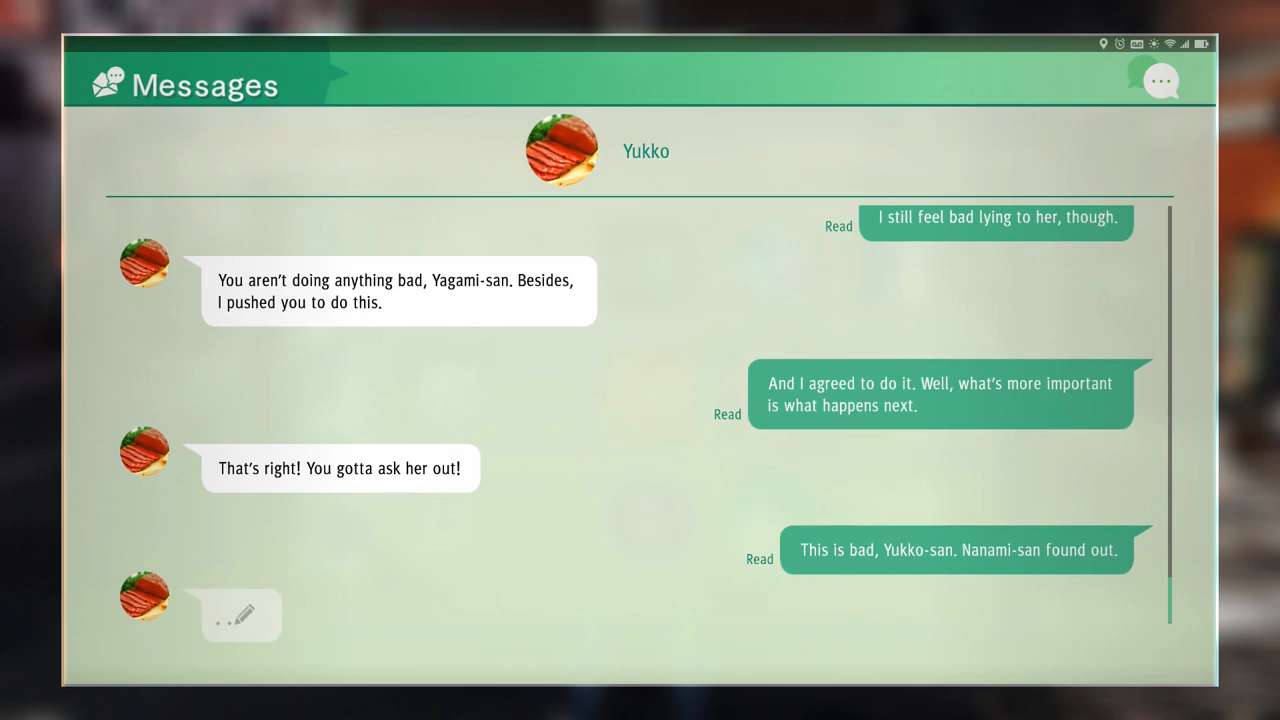 Messages
Yukko
I still feel bad lying to her, though.
Read
You aren't doing anything bad, Yagami-san. Besides,
I pushed you to do this.
And I agreed to do it. Well, what's more important
is what happens next.
Read
That's right! You gotta ask her out!
This is bad, Yukko-san. Nanami-san found out.
Read